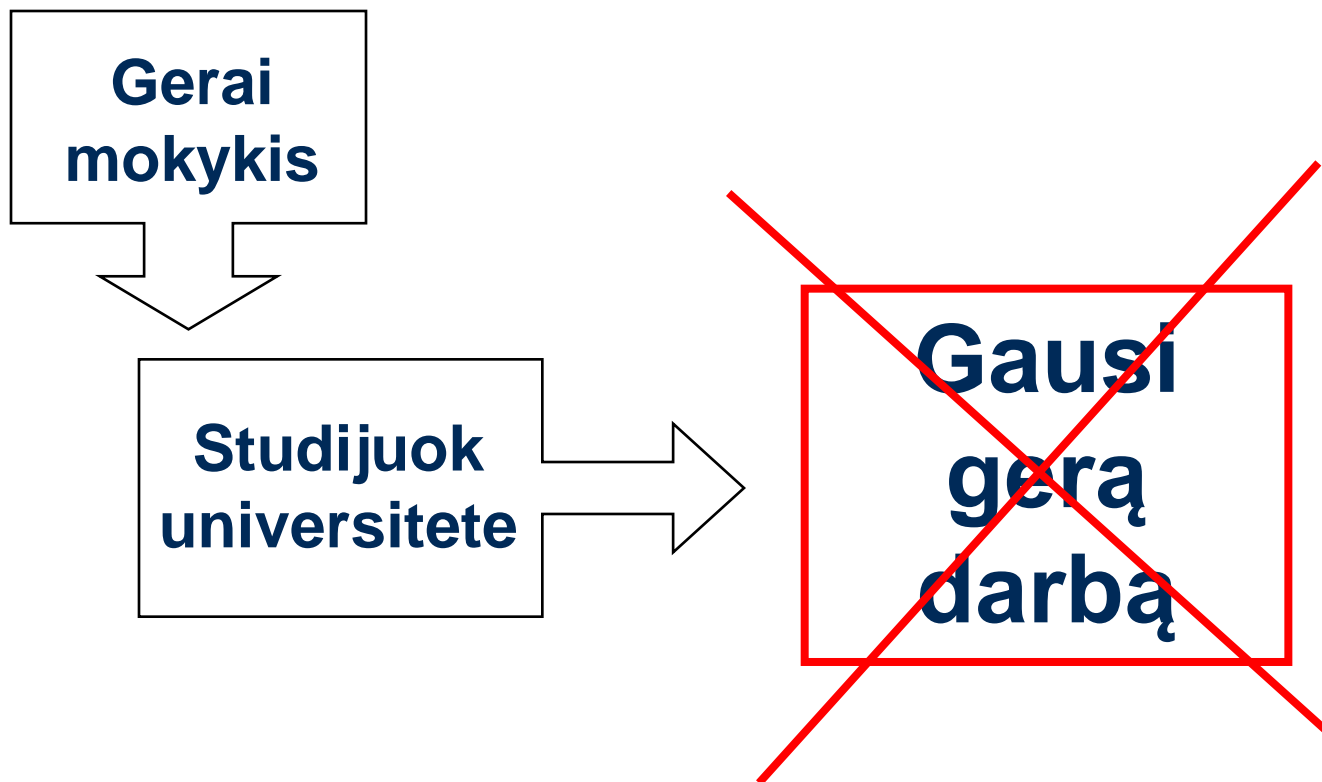 Gerai
mokykis
Studijuok
universitete
Gausi
gerą
darbą